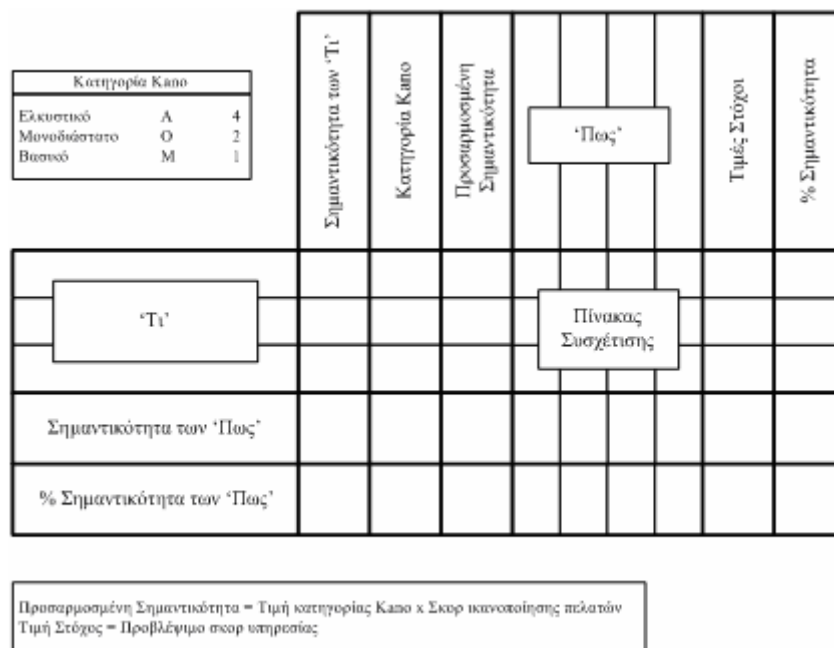 Κατηγορία Kano
Ελκυστικό A 4
Μονοδιάστατο O 2
Βασικό M 1
Σημαντικότητα των ‘Τι’
Κατηγορία Kano
Προσαρμοσμένη
Σημαντικότητα
‘Πως’
Τιμές Στόχοι
% Σημαντικότητα
‘Τι’
Πίνακας
Συσχέτισης
Σημαντικότητα των ‘Πως’
% Σημαντικότητα των ‘Πως’
Προσαρμοσμένη Σημαντικότητα = Τιμή κατηγορίας Kano x Σκορ ικανοποίησης πελατών
Τιμή Στόχος = Προβλέψιμο σκορ υπηρεσίας